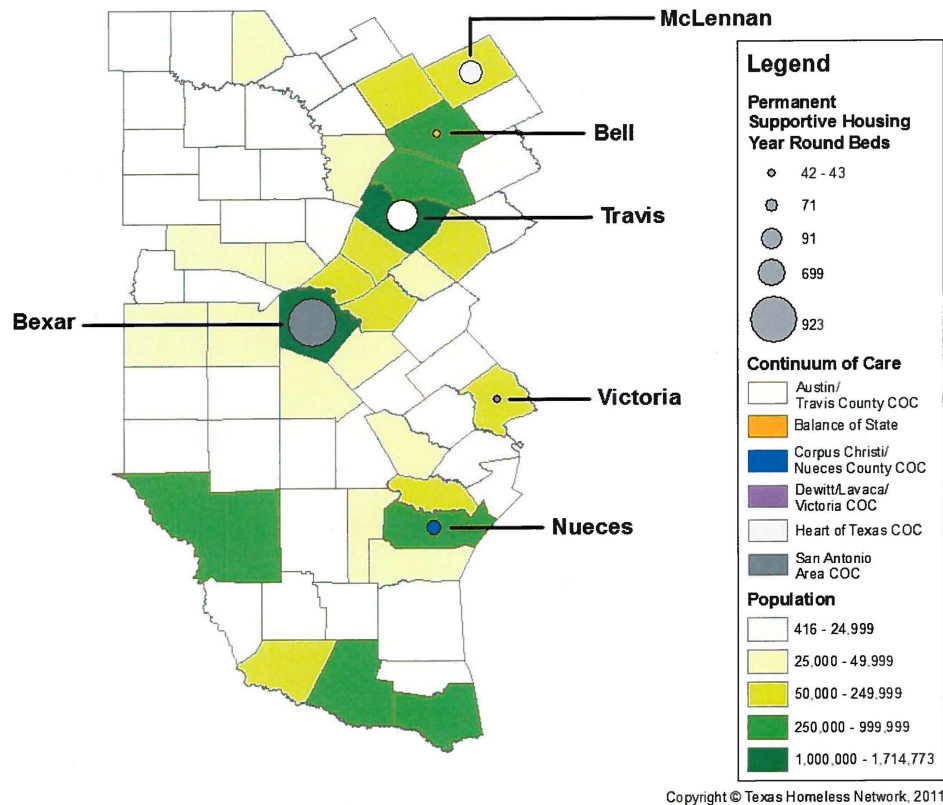 McLennan
Bell
Travis
Bexar
Victoria
Nueces
Legend
Permanent
Supportive Housing
Year Round Beds
42 - 43
71
91
699
923
Continuum of Care
Austin/
Travis County COC
Balance of State
Corpus Christi/
Nueces County COC
Dewitt/Lavaca/
Victoria COC
Heart of Texas COC
San Antonio
Area COC
Population
416 - 24,999
25,000 - 49,999
50,000 - 249,999
250,000 - 999,999
1,000,000 - 1,714,773
Copyright © Texas Homeless Network, 2011